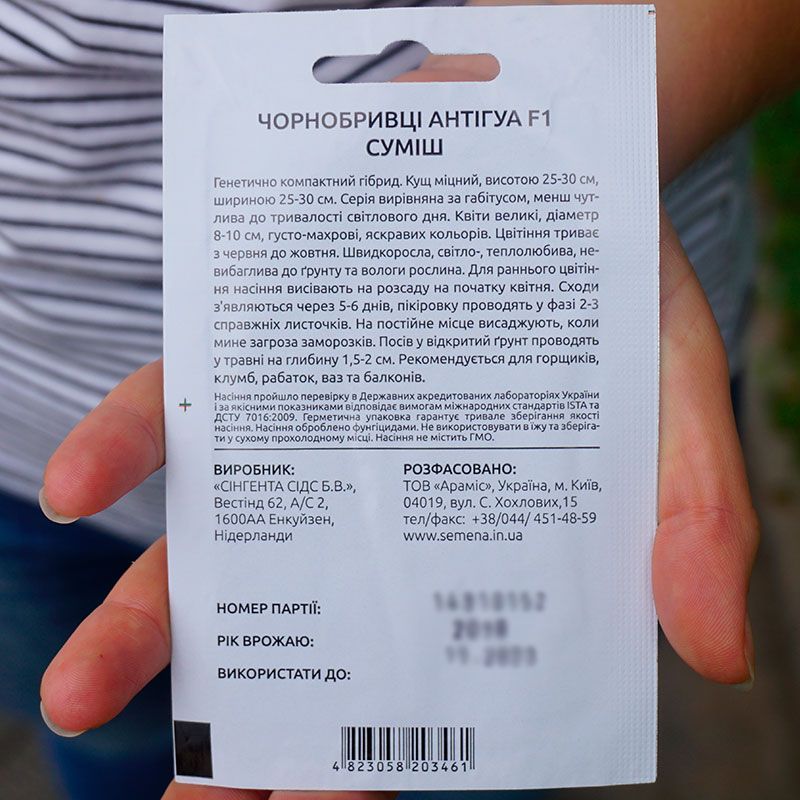 ЧОРНОБРИВЦІ АНТІГУА F1
СУМІШ
Генетично компактний гібрид. Кущ міцний, висотою 25-30 см,
шириною 25-30 см. Серія вирівняна за габітусом, менш чут-
лива до тривалості світлового дня. Квіти великі, діаметр
8-10 см, густо-махрові, яскравих кольорів. Цвітіння триває
з червня до жовтня. Швидкоросла, світло-, теплолюбива, не-
вибаглива до ґрунту та вологи рослина. Для раннього цвітін-
ня насіння висівають на розсаду на початку квітня. Сходи
з'являються через 5-6 днів, пікіровку проводять у фазі 2-3
справжніх листочків. На постійне місце висаджують, коли
мине загроза заморозків. Посів у відкритий ґрунт проводять
у травні на глибину 1,5-2 см. Рекомендується для горщиків,
клумб, рабаток, ваз та балконів.
Насіння пройшло перевірку в Державних акредитованих лабораторіях України
і за якісними показниками відповідає вимогам міжнародних стандартів ISTA та
ДСТУ 7016:2009. Герметична упаковка гарантує тривале зберігання якості
насіння. Насіння оброблено фунгіцидами. Не використовувати в їжу та зберіга-
ти у сухому прохолодному місці. Насіння не містить ГМО.
ВИРОБНИК:
«СІНГЕНТА СІДС Б.В.»,
Вестінд 62, А/С 2,
1600АА Енкуйзен,
Нідерланди
РОЗФАСОВАНО:
ТОВ «Араміс», Україна, м. Київ,
04019, вул. С. Хохлових,15
тел/факс: +38/044/ 451-48-59
www.semena.in.ua
НОМЕР ПАРТІЇ:
РІК ВРОЖАЮ:
ВИКОРИСТАТИ ДО:
4 823058 203461